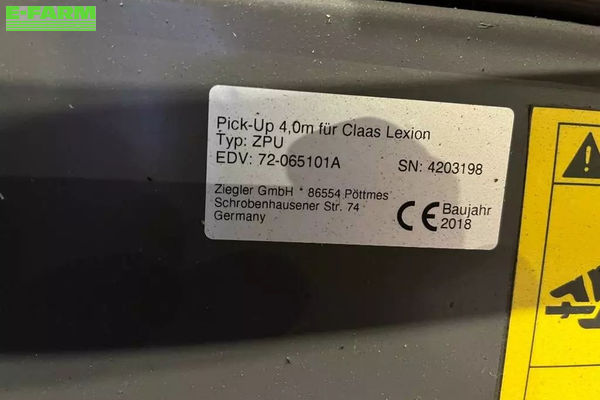 E-FARM
Pick-Up 4,0m für Claas Lexion
Typ: ZPU
EDV: 72-065101A SN: 4203198
Ziegler GmbH * 86554 Pöttmes
Schrobenhausener Str. 74
Germany
CE Baujahr
2018